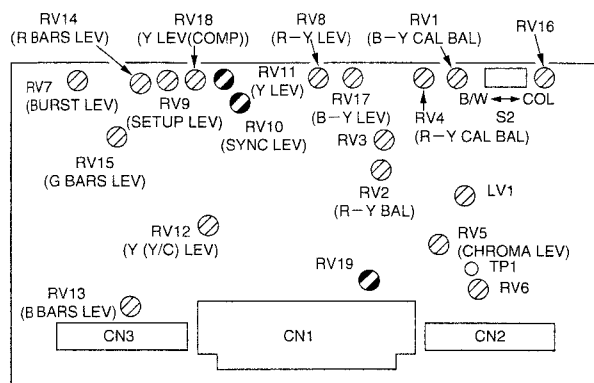 RV14
(R BARS LEV)
RV18
(Y LEV(COMP))
RV8
(R−Y LEV)
RV1
(B−Y CAL BAL)
RV16
RV7
(BURST LEV)
RV9
(SETUP LEV)
RV11
(Y LEV)
RV10
(SYNC LEV)
RV17
(B−Y LEV)
RV4
(R−Y CAL BAL)
B/W ↔ COL
S2
RV15
(G BARS LEV)
RV3
RV2
(R−Y BAL)
LV1
RV12
(Y (Y/C) LEV)
RV5
(CHROMA LEV)
TP1
RV6
RV19
RV13
(B BARS LEV)
CN3
CN1
CN2